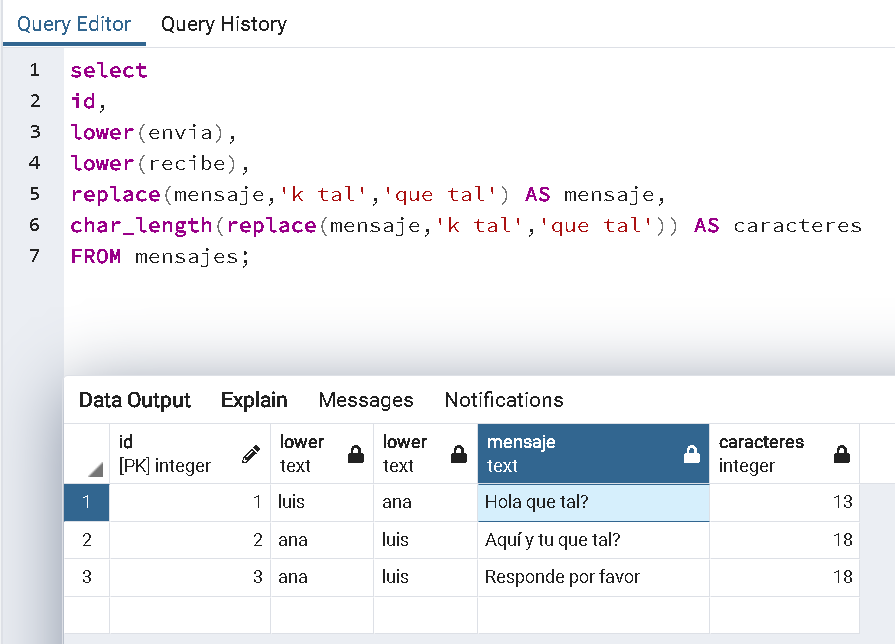 Query Editor Query History
1 select
2 id,
3 lower(envia),
4 lower(recibe),
5 replace(mensaje,'k tal','que tal') AS mensaje,
6 char_length(replace(mensaje,'k tal','que tal')) AS caracteres
7 FROM mensajes;
Data Output Explain Messages Notifications
id lower lower mensaje caracteres
[PK] integer text text text integer
1 1 luis ana Hola que tal? 13
2 2 ana luis Aquí y tu que tal? 18
3 3 ana luis Responde por favor 18